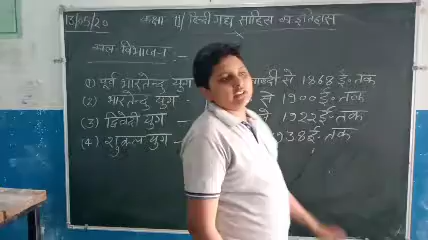 13/05/20
कक्षा 11/ हिन्दी गद्य साहित्य का इतिहास
काल विभाजन :-
(1) पूर्व भारतेन्दु युग से 1868 ई. तक
(2) भारतेन्दु युग - से 1900 ई. तक
(3) द्विवेदी युग - से 1922 ई. तक
(4) शुक्ल युग - 1938 ई. तक